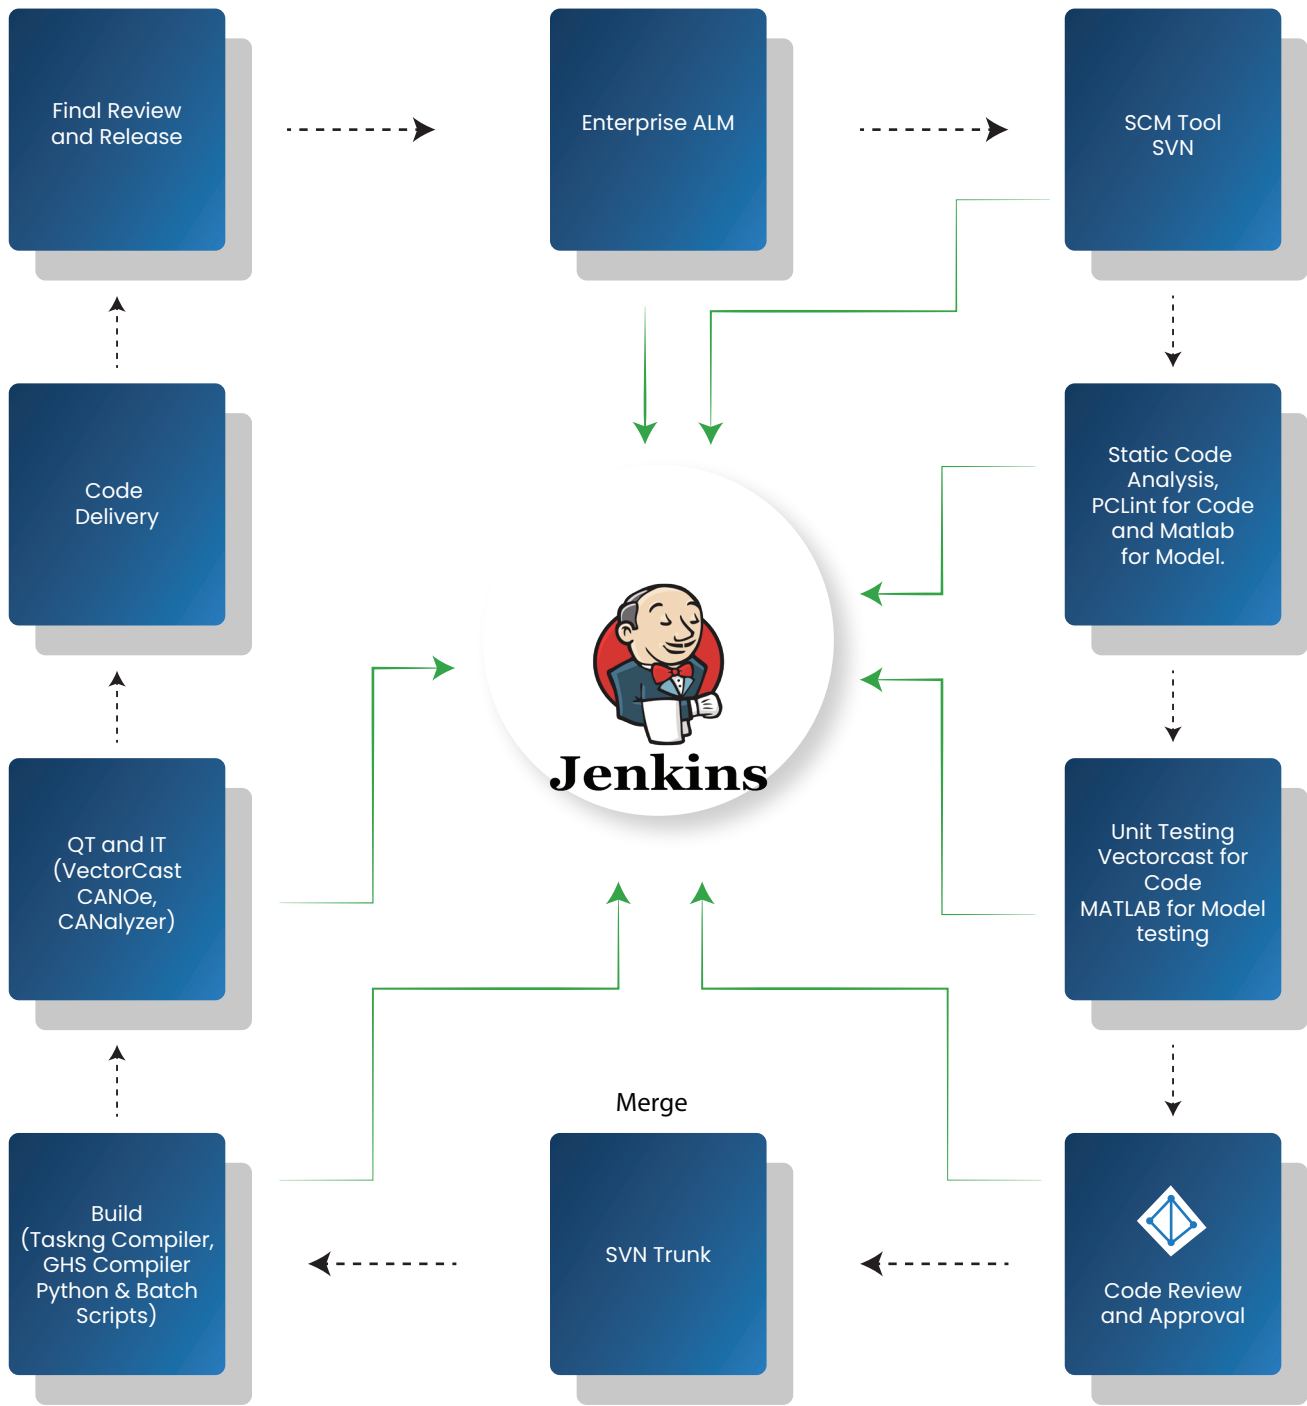 Final Review
and Release
Enterprise ALM
SCM Tool
SVN
Code
Delivery
Static Code
Analysis,
PCLint for Code
and Matlab
for Model.
Jenkins
QT and IT
(VectorCast
CANOe,
CANalyzer)
Unit Testing
Vectorcast for
Code
MATLAB for Model
testing
Merge
Build
(Taskng Compiler,
GHS Compiler
Python & Batch
Scripts)
SVN Trunk
Code Review
and Approval